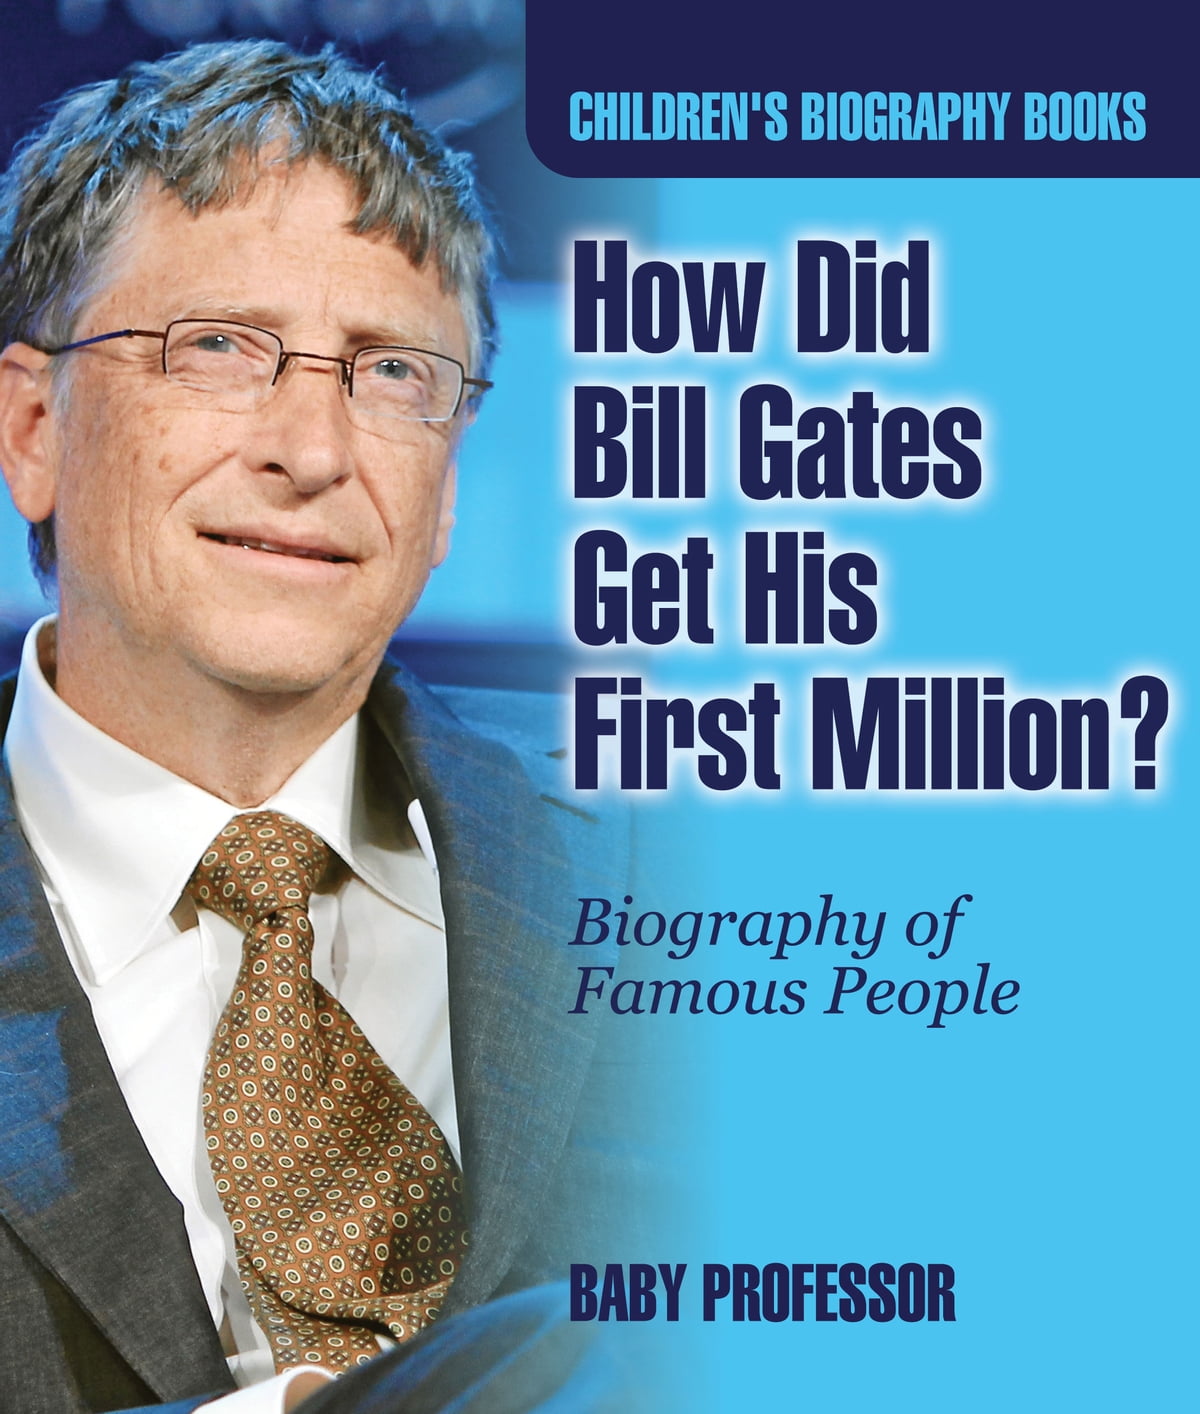 CHILDREN'S BIOGRAPHY BOOKS
How Did
Bill Gates
Get His
First Million?
Biography of
Famous People
BABY PROFESSOR